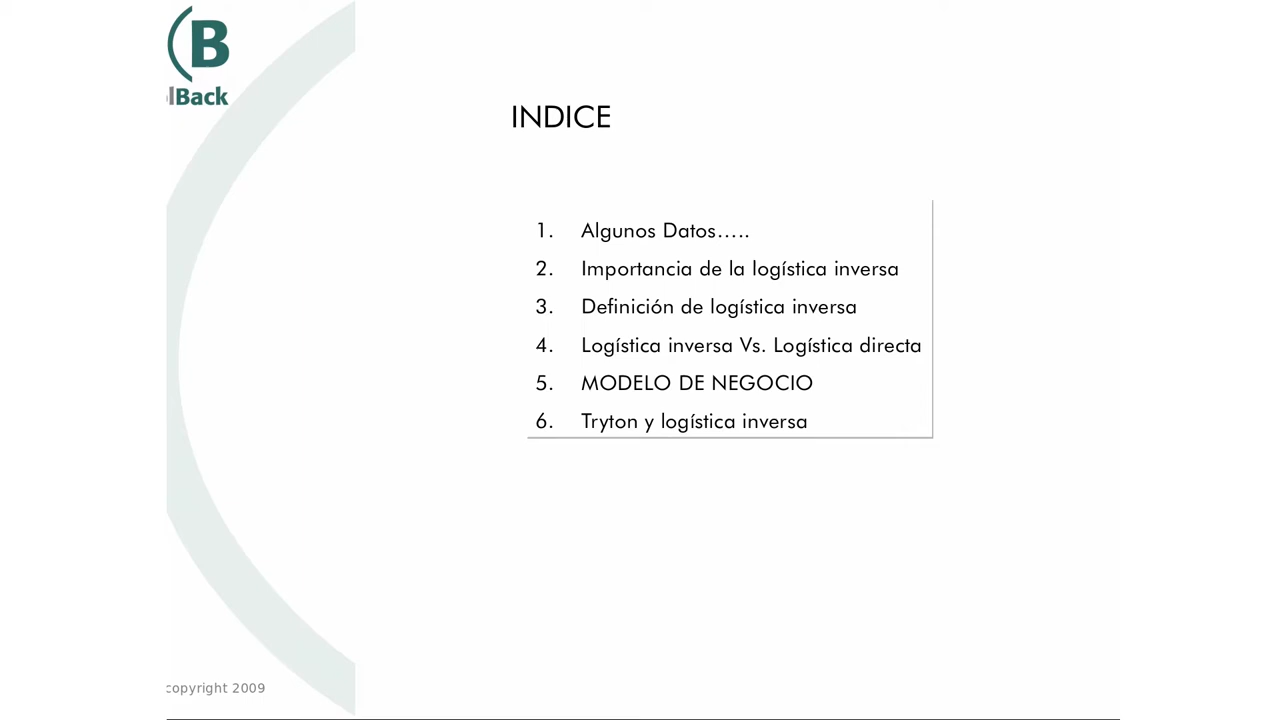 B
lBack
INDICE
1. Algunos Datos…..
2. Importancia de la logística inversa
3. Definición de logística inversa
4. Logística inversa Vs. Logística directa
5. MODELO DE NEGOCIO
6. Tryton y logística inversa
copyright 2009